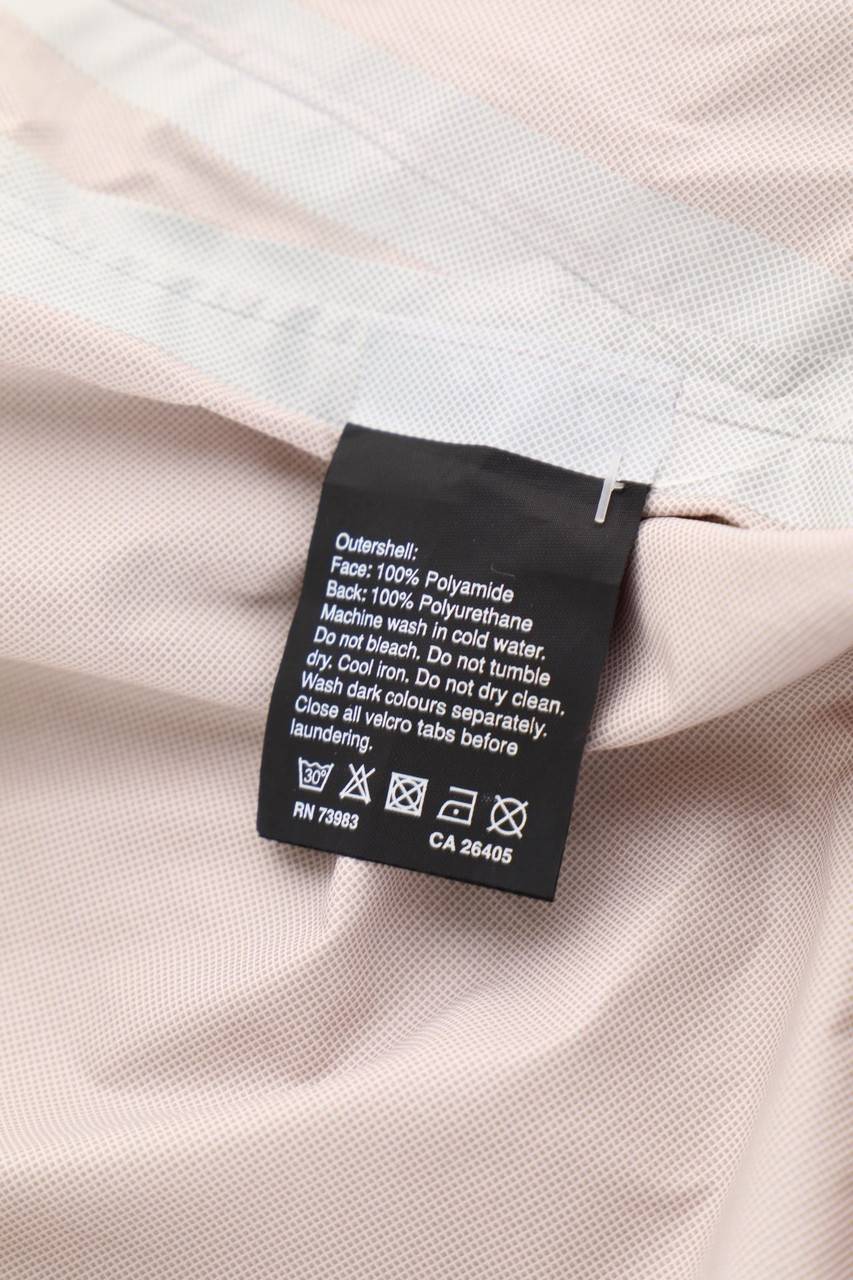 Outershell:
Face: 100% Polyamide
Back: 100% Polyurethane
Machine wash in cold water.
Do not bleach. Do not tumble
dry. Cool iron. Do not dry clean.
Wash dark colours separately.
Close all velcro tabs before
laundering.
30°
RN 73983
CA 26405